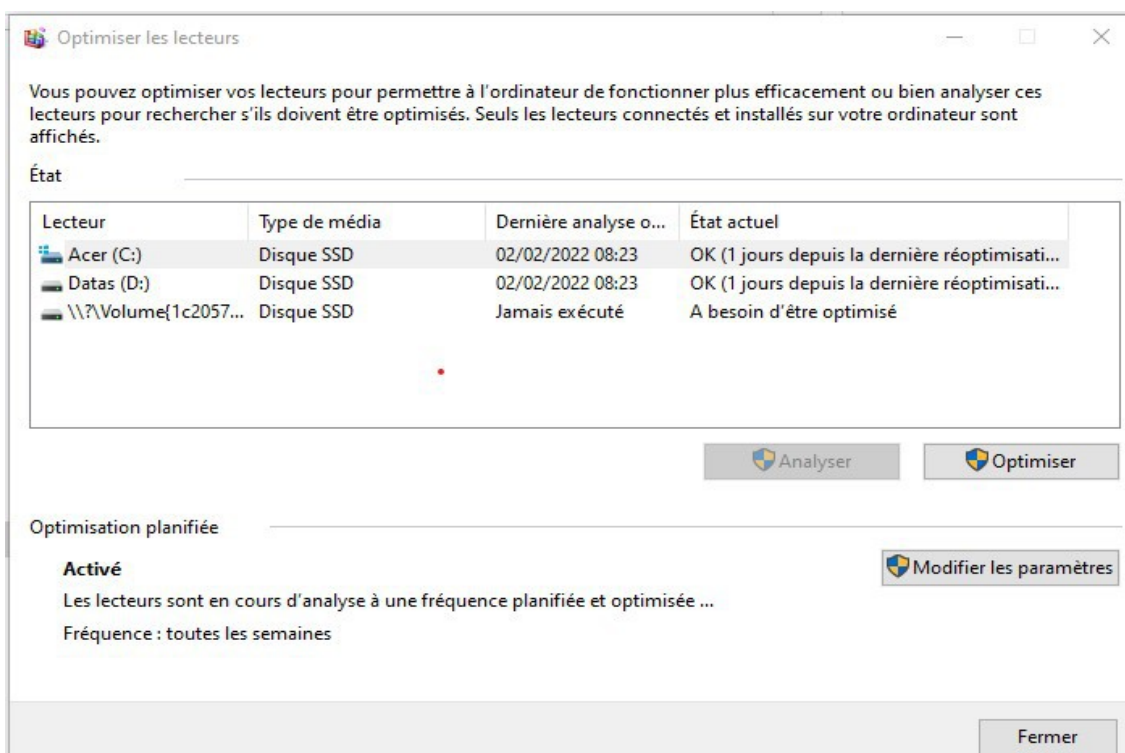 Optimiser les lecteurs
Vous pouvez optimiser vos lecteurs pour permettre à l'ordinateur de fonctionner plus efficacement ou bien analyser ces
lecteurs pour rechercher s'ils doivent être optimisés. Seuls les lecteurs connectés et installés sur votre ordinateur sont
affichés.
État
Lecteur Type de média Dernière analyse o... État actuel
Acer (C:) Disque SSD 02/02/2022 08:23 OK (1 jours depuis la dernière réoptimisati...
Datas (D:) Disque SSD 02/02/2022 08:23 OK (1 jours depuis la dernière réoptimisati...
\\?\Volume{1c2057... Disque SSD Jamais exécuté A besoin d'être optimisé
Analyser Optimiser
Optimisation planifiée
Activé
Modifier les paramètres
Les lecteurs sont en cours d'analyse à une fréquence planifiée et optimisée ...
Fréquence : toutes les semaines
Fermer